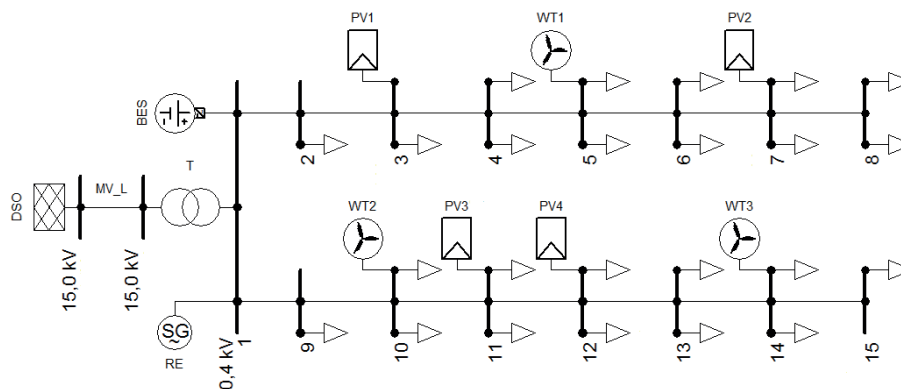 PV1
WT1
PV2
BES
2
3
4
5
6
7
8
T
MV_L
DSO
15,0 kV
15,0 kV
WT2
PV3
PV4
WT3
SG
~
RE
0,4 kV
1
9
10
11
12
13
14
15